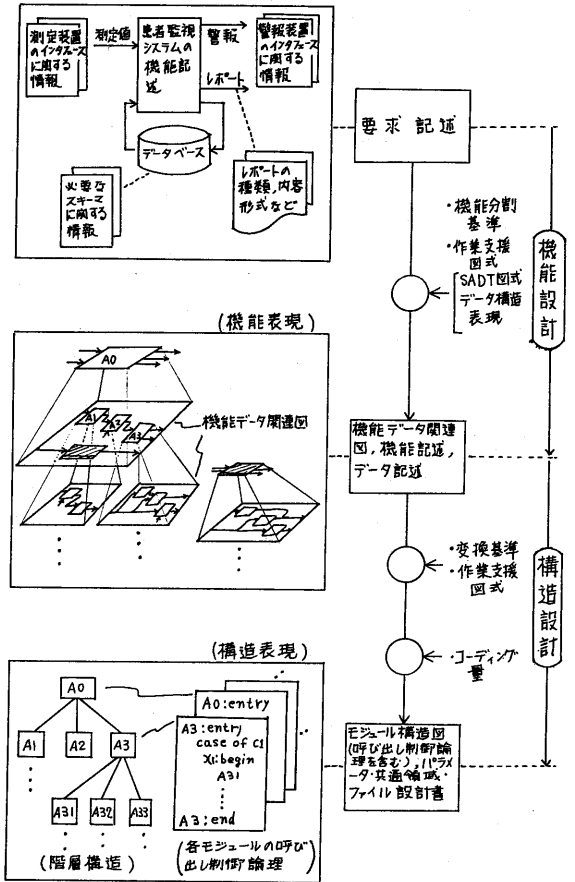 測定装置
のインタフェース
に関する
情報
測定値
患者監視
システムの
機能記
述
警報
レポート
警報装置
のインタフェース
に関する
情報
データベース
必要な
スキーマ
に関する
情報
レポートの
種類,内容
形式など
要求記述
・機能分割
基準
・作業支援
図式
SADT図式
データ構造
表現
機能設計
(機能表現)
A0
A1
A2
A3
機能データ関連図
機能データ関連
図,機能記述,
データ記述
・変換基準
・作業支援
図式
構造設計
・コーディング
量
(構造表現)
A0
A1
A2
A3
A31
A32
A33
(階層構造)
A0:entry
A3:entry
case of C1
X1:begin
A31
A3:end
(各モジュールの呼び
出し制御論理)
モジュール構造図
(呼び出し制御論
理を含む),パラメ
ータ・共通領域・
ファイル設計書